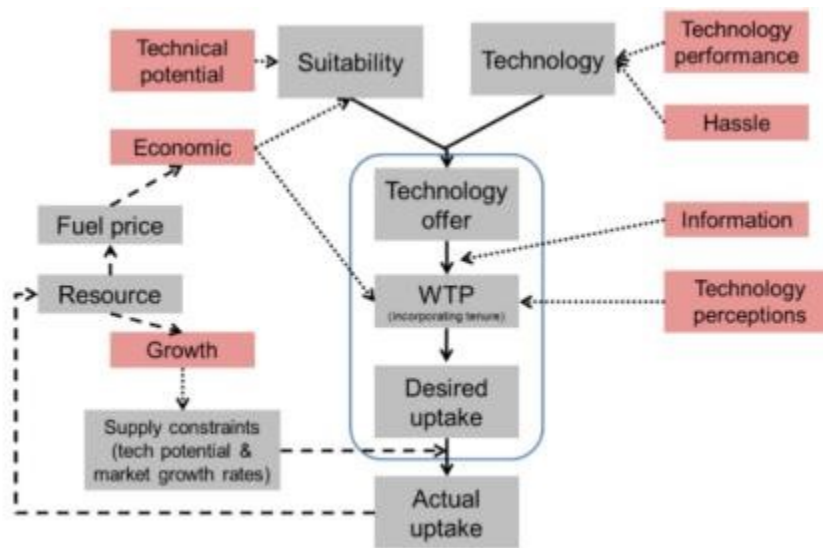 Technical
potential
Suitability
Technology
Technology
performance
Hassle
Economic
Technology
offer
Information
Fuel price
Resource
WTP
(incorporating tenure)
Technology
perceptions
Growth
Desired
uptake
Supply constraints
(tech potential &
market growth rates)
Actual
uptake